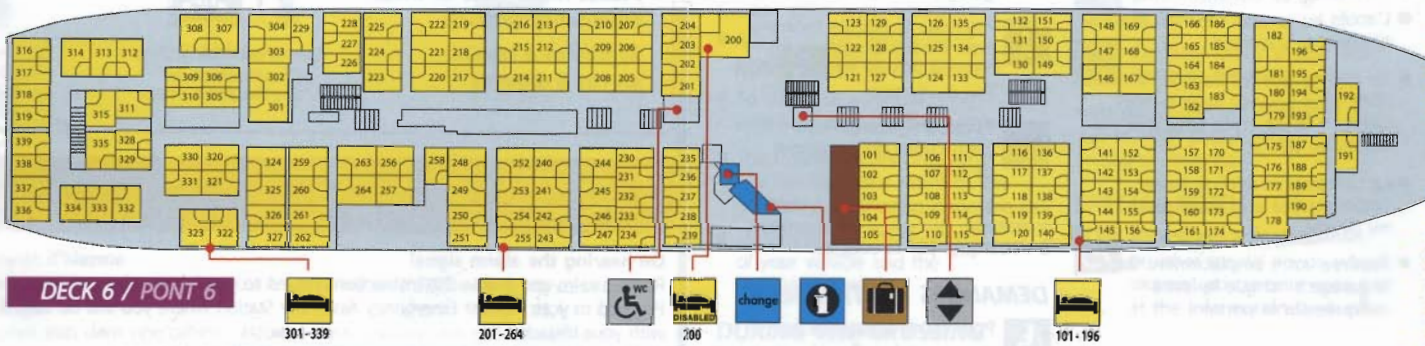 308 307 304 229 228 225 222 219 216 213 210 207 204 200 123 129 126 135 132 151 148 169 166 186 182
316 314 313 312 303 227 224 221 218 215 212 209 206 203 122 128 125 134 131 150 147 168 165 185 196
317 309 306 302 226 223 220 217 214 211 208 205 202 121 127 124 133 130 149 146 167 164 184 181 195
318 310 305 301 201 163 183 180 194 192
319 315 311 162 179 193
339 335 328 330 320 324 259 263 256 258 248 252 240 244 230 235 101 106 111 116 136 141 152 157 170 175 187 191
338 329 331 321 325 260 264 257 249 253 241 245 231 236 102 107 112 117 137 142 153 158 171 176 188
337 334 333 332 326 261 250 254 242 246 232 237 103 108 113 118 138 143 154 159 172 177 189
336 323 322 327 262 251 255 243 247 233 238 104 109 114 119 139 144 155 160 173 178 190
234 239 105 110 115 120 140 145 156 161 174
DECK 6 / PONT 6
WC
DISABLED
change
301-339
201-264
200
101-196